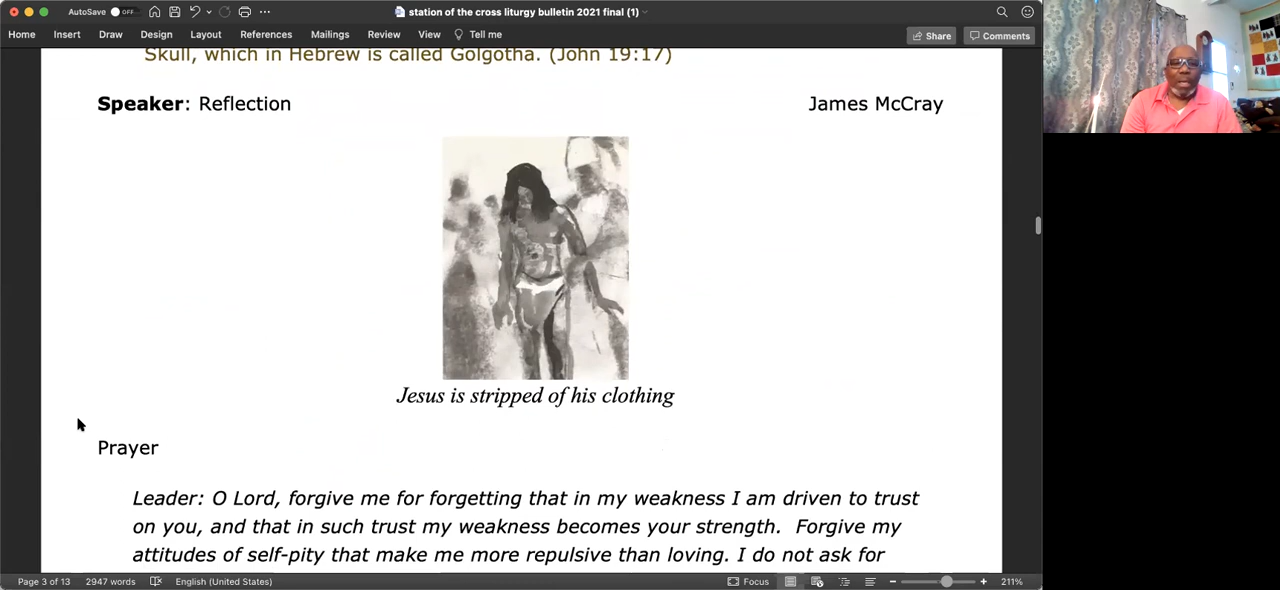 AutoSave OFF station of the cross liturgy bulletin 2021 final (1)
Home Insert Draw Design Layout References Mailings Review View Tell me Share Comments
Skull, which in Hebrew is called Golgotha. (John 19:17)
Speaker: Reflection James McCray
Jesus is stripped of his clothing
Prayer
Leader: O Lord, forgive me for forgetting that in my weakness I am driven to trust
on you, and that in such trust my weakness becomes your strength. Forgive my
attitudes of self-pity that make me more repulsive than loving. I do not ask for
Page 3 of 13 2947 words English (United States) Focus 211%